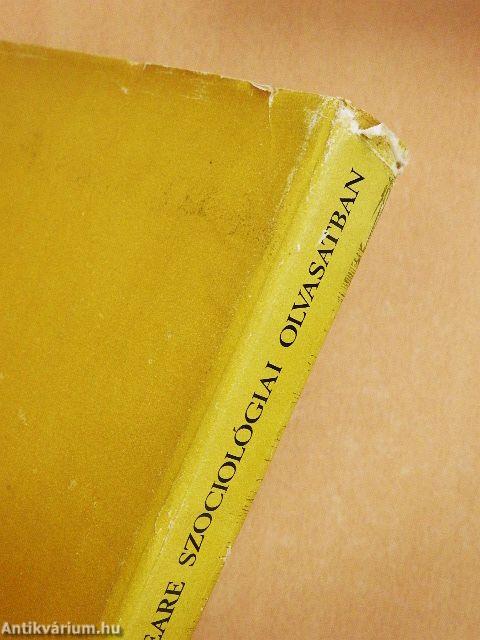 EARE SZOCIOLÓGIAI OLVASATBAN
Antikvárium.hu